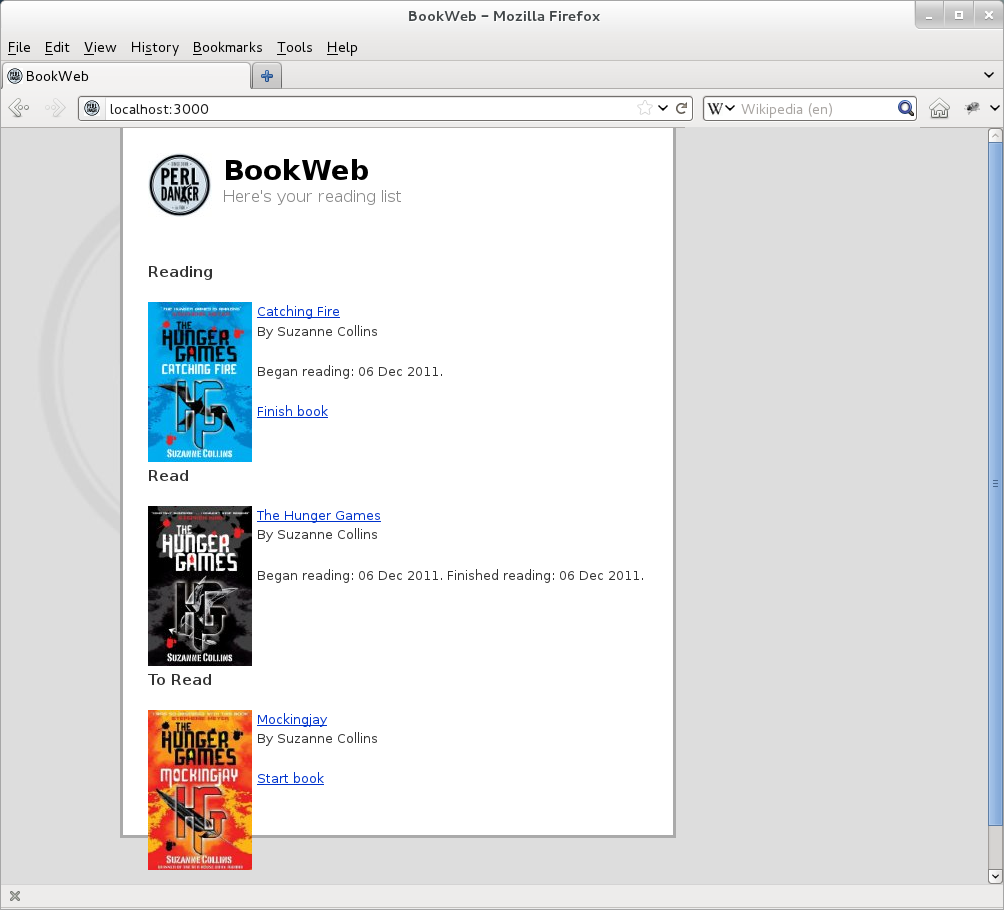 BookWeb - Mozilla Firefox
File Edit View History Bookmarks Tools Help
BookWeb
localhost:3000
W Wikipedia (en)
PERL
DANCER
BookWeb
Here's your reading list
Reading
THE
HUNGER
GAMES
CATCHING FIRE
HG
SUZANNE COLLINS
Catching Fire
By Suzanne Collins
Began reading: 06 Dec 2011.
Finish book
Read
THE
HUNGER
GAMES
HG
SUZANNE COLLINS
The Hunger Games
By Suzanne Collins
Began reading: 06 Dec 2011. Finished reading: 06 Dec 2011.
To Read
THE
HUNGER
GAMES
MOCKINGJAY
HG
SUZANNE COLLINS
Mockingjay
By Suzanne Collins
Start book